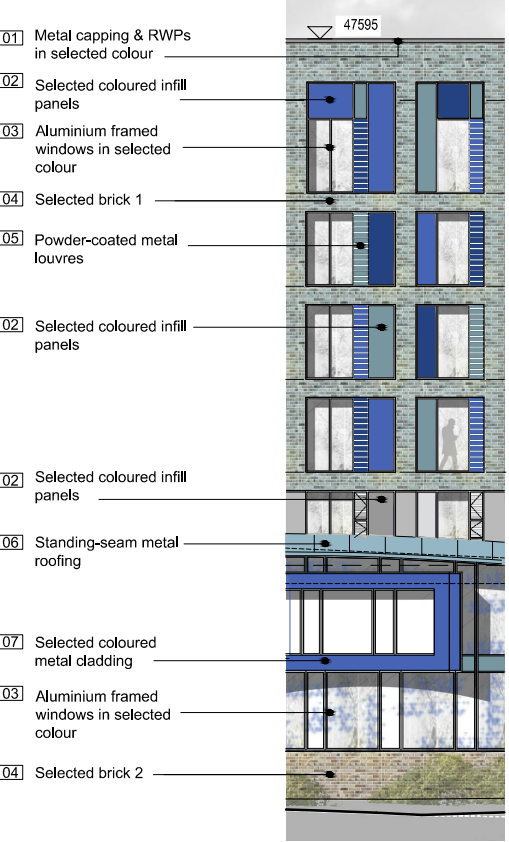 47595
01 Metal capping & RWPs
in selected colour
02 Selected coloured infill
panels
03 Aluminium framed
windows in selected
colour
04 Selected brick 1
05 Powder-coated metal
louvres
02 Selected coloured infill
panels
02 Selected coloured infill
panels
06 Standing-seam metal
roofing
07 Selected coloured
metal cladding
03 Aluminium framed
windows in selected
colour
04 Selected brick 2